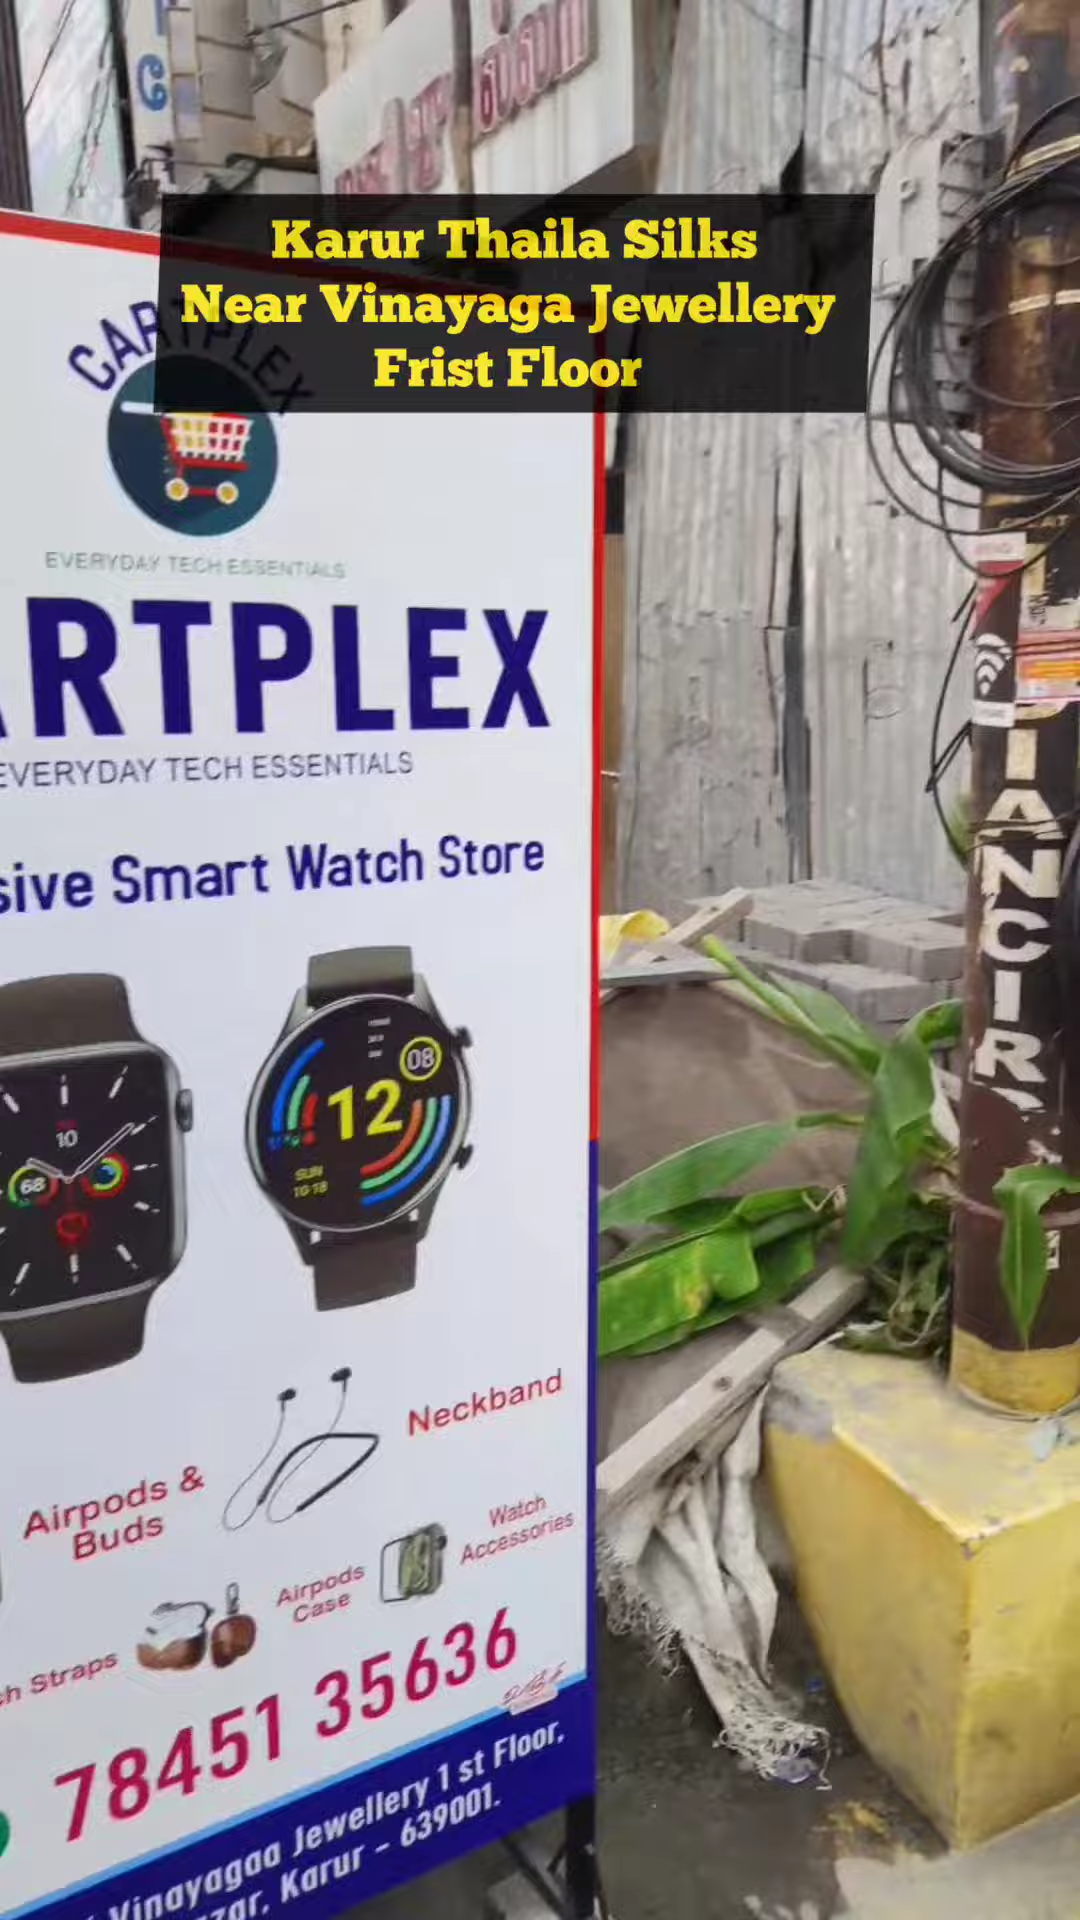 Karur Thaila Silks
Near Vinayaga Jewellery
Frist Floor
CARTPLEX
EVERYDAY TECH ESSENTIALS
ARTPLEX
EVERYDAY TECH ESSENTIALS
sive Smart Watch Store
10
68
08
12
SUN
10-18
Neckband
Airpods &
Buds
Watch
Accessories
Airpods
Case
ch Straps
78451 35636
Vinayagaa Jewellery 1 st Floor,
zar, Karur - 639001.
IANCIR